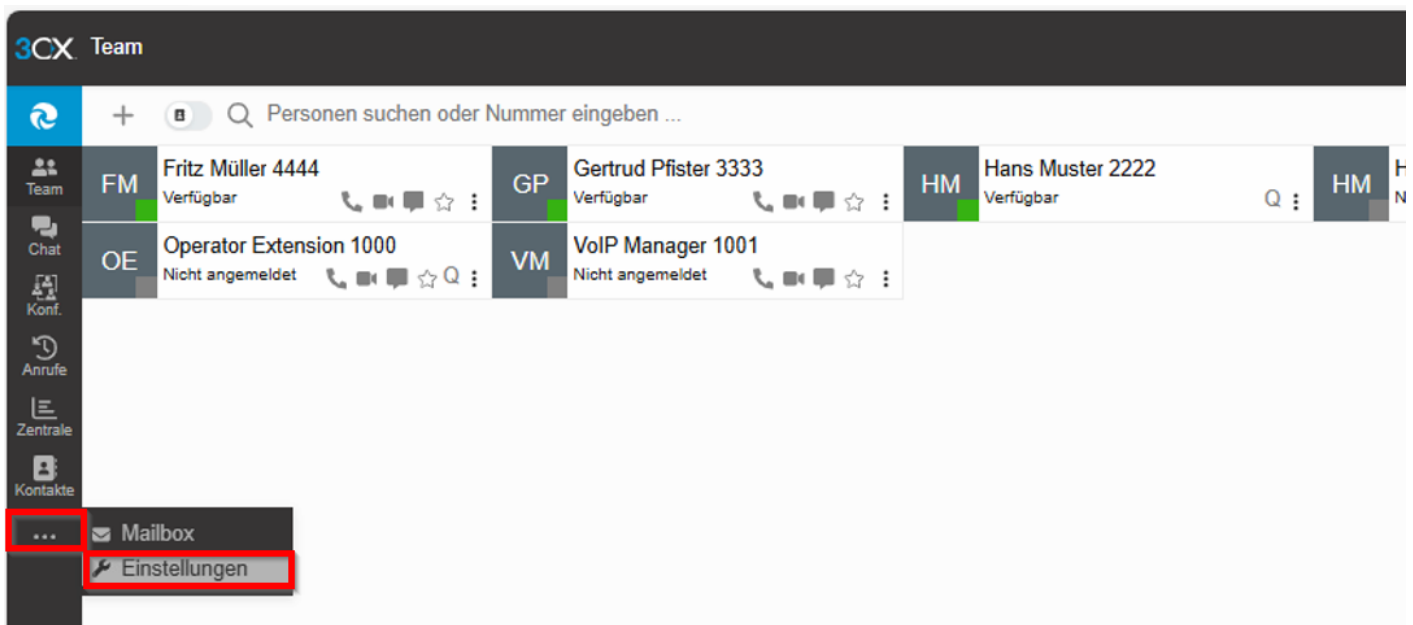 3CX Team
Personen suchen oder Nummer eingeben ...
Team
Chat
Konf.
Anrufe
Zentrale
Kontakte
FM Fritz Müller 4444
Verfügbar
GP Gertrud Pfister 3333
Verfügbar
HM Hans Muster 2222
Verfügbar
Q
HM H
N
OE Operator Extension 1000
Nicht angemeldet
Q
VM VoIP Manager 1001
Nicht angemeldet
...
Mailbox
Einstellungen